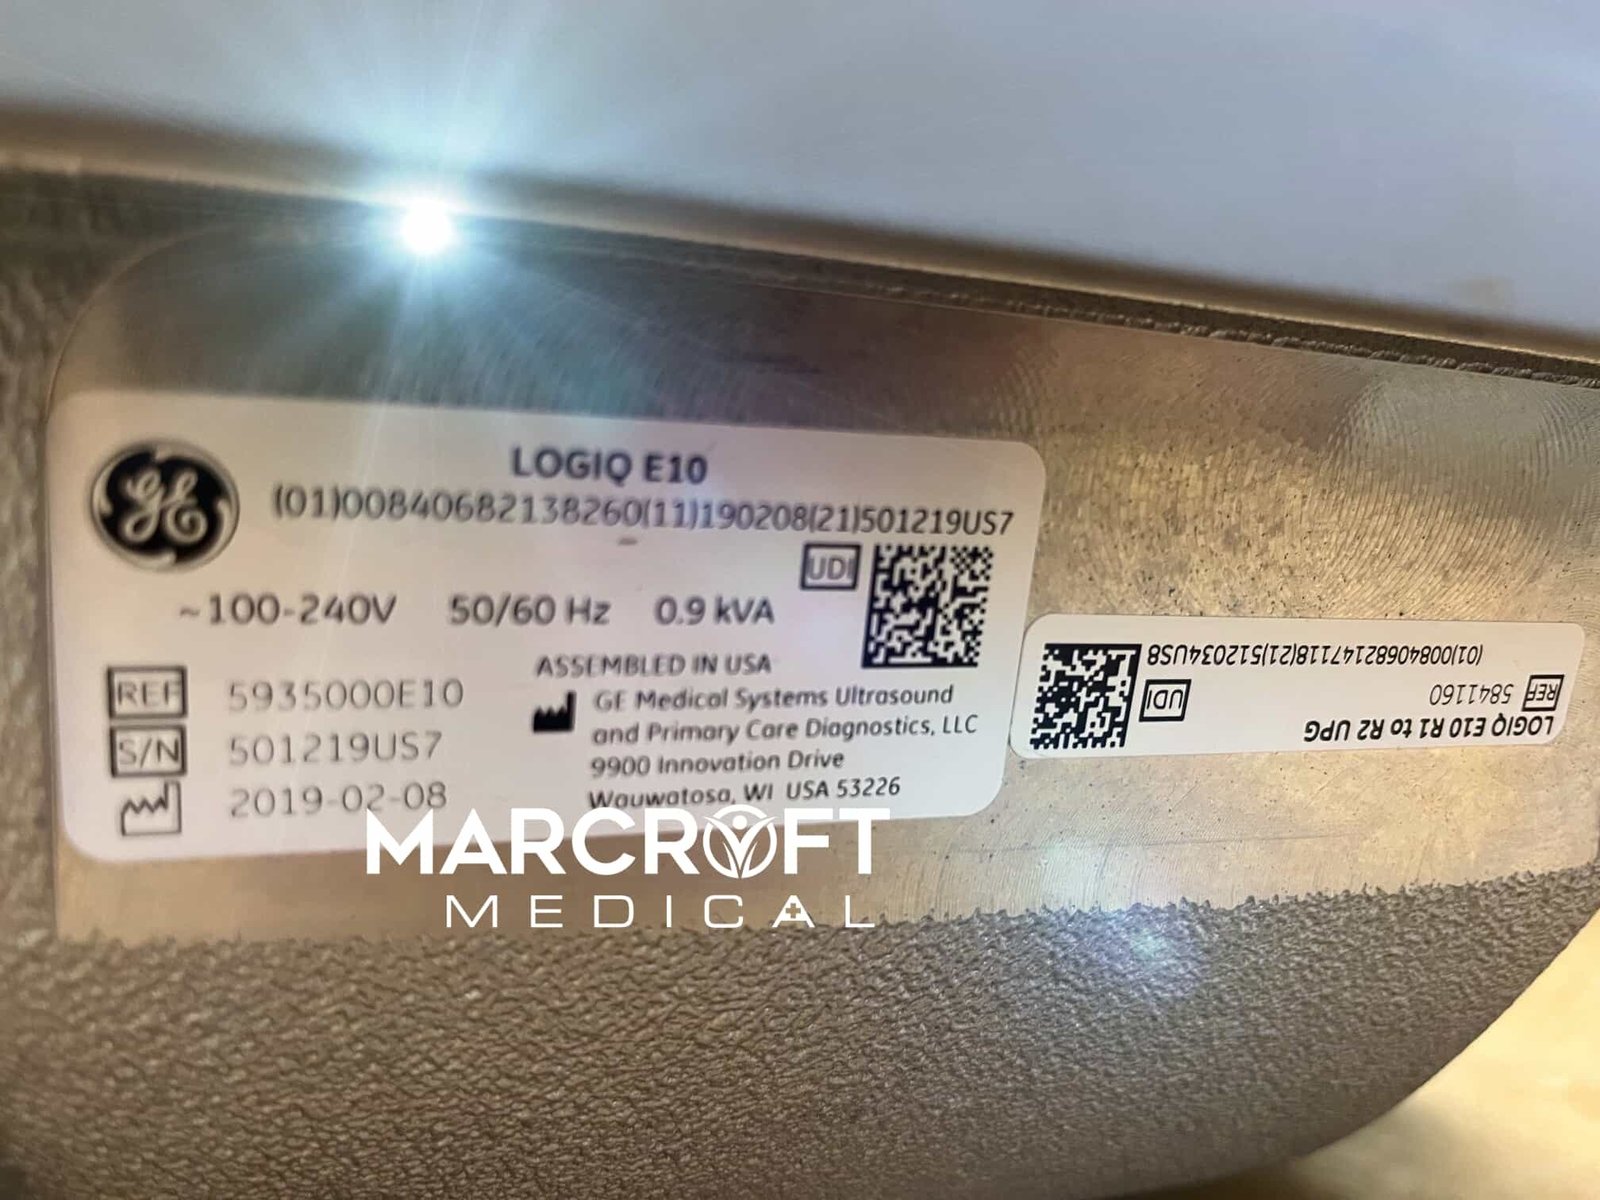 GE
LOGIQ E10
(01)00840682138260(11)190208(21)501219US7
UDI
~100-240V 50/60 Hz 0.9 kVA
ASSEMBLED IN USA
REF 5935000E10
S/N 501219US7
2019-02-08
GE Medical Systems Ultrasound
and Primary Care Diagnostics, LLC
9900 Innovation Drive
Wauwatosa, WI USA 53226
LOGIQ E10 R1 to R2 UPG
REF 5841160
UDI
(01)00840682147118(21)512034US8
MARCROFT
MEDICAL